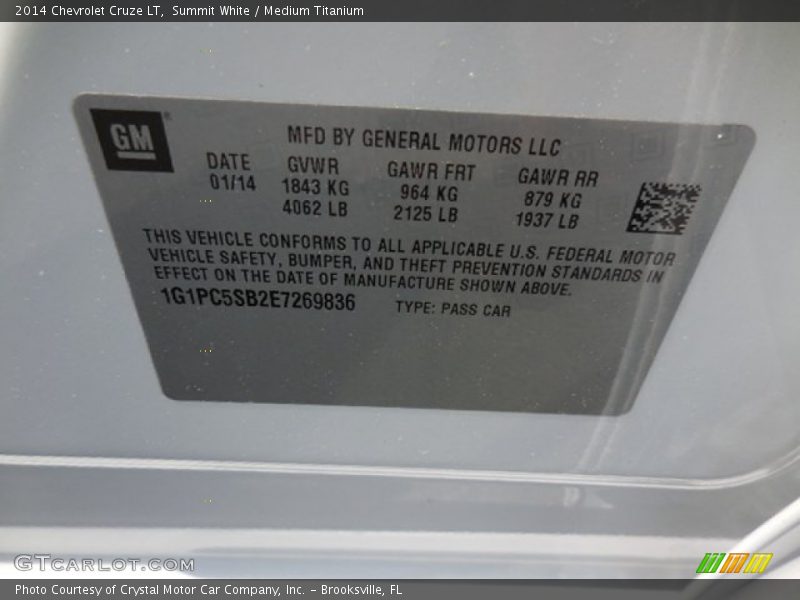 2014 Chevrolet Cruze LT,  Summit White / Medium Titanium
GM
MFD BY GENERAL MOTORS LLC
DATE GVWR GAWR FRT GAWR RR
01/14 1843 KG 964 KG 879 KG
4062 LB 2125 LB 1937 LB
THIS VEHICLE CONFORMS TO ALL APPLICABLE U.S. FEDERAL MOTOR
VEHICLE SAFETY, BUMPER, AND THEFT PREVENTION STANDARDS IN
EFFECT ON THE DATE OF MANUFACTURE SHOWN ABOVE.
1G1PC5SB2E7269836 TYPE: PASS CAR
GTcarlot.com
Photo Courtesy of Crystal Motor Car Company, Inc. – Brooksville, FL